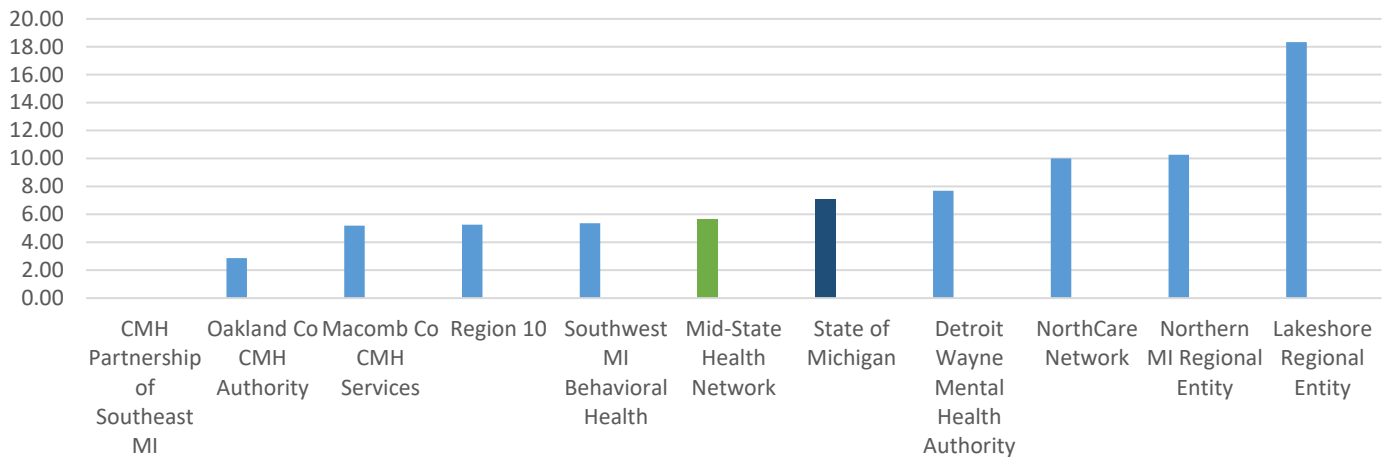 20.00
18.00
16.00
14.00
12.00
10.00
8.00
6.00
4.00
2.00
0.00
CMH
Partnership
of
Southeast
MI
Oakland Co
CMH
Authority
Macomb Co
CMH
Services
Region 10
Southwest
MI
Behavioral
Health
Mid-State
Health
Network
State of
Michigan
Detroit
Wayne
Mental
Health
Authority
NorthCare
Network
Northern
MI Regional
Entity
Lakeshore
Regional
Entity